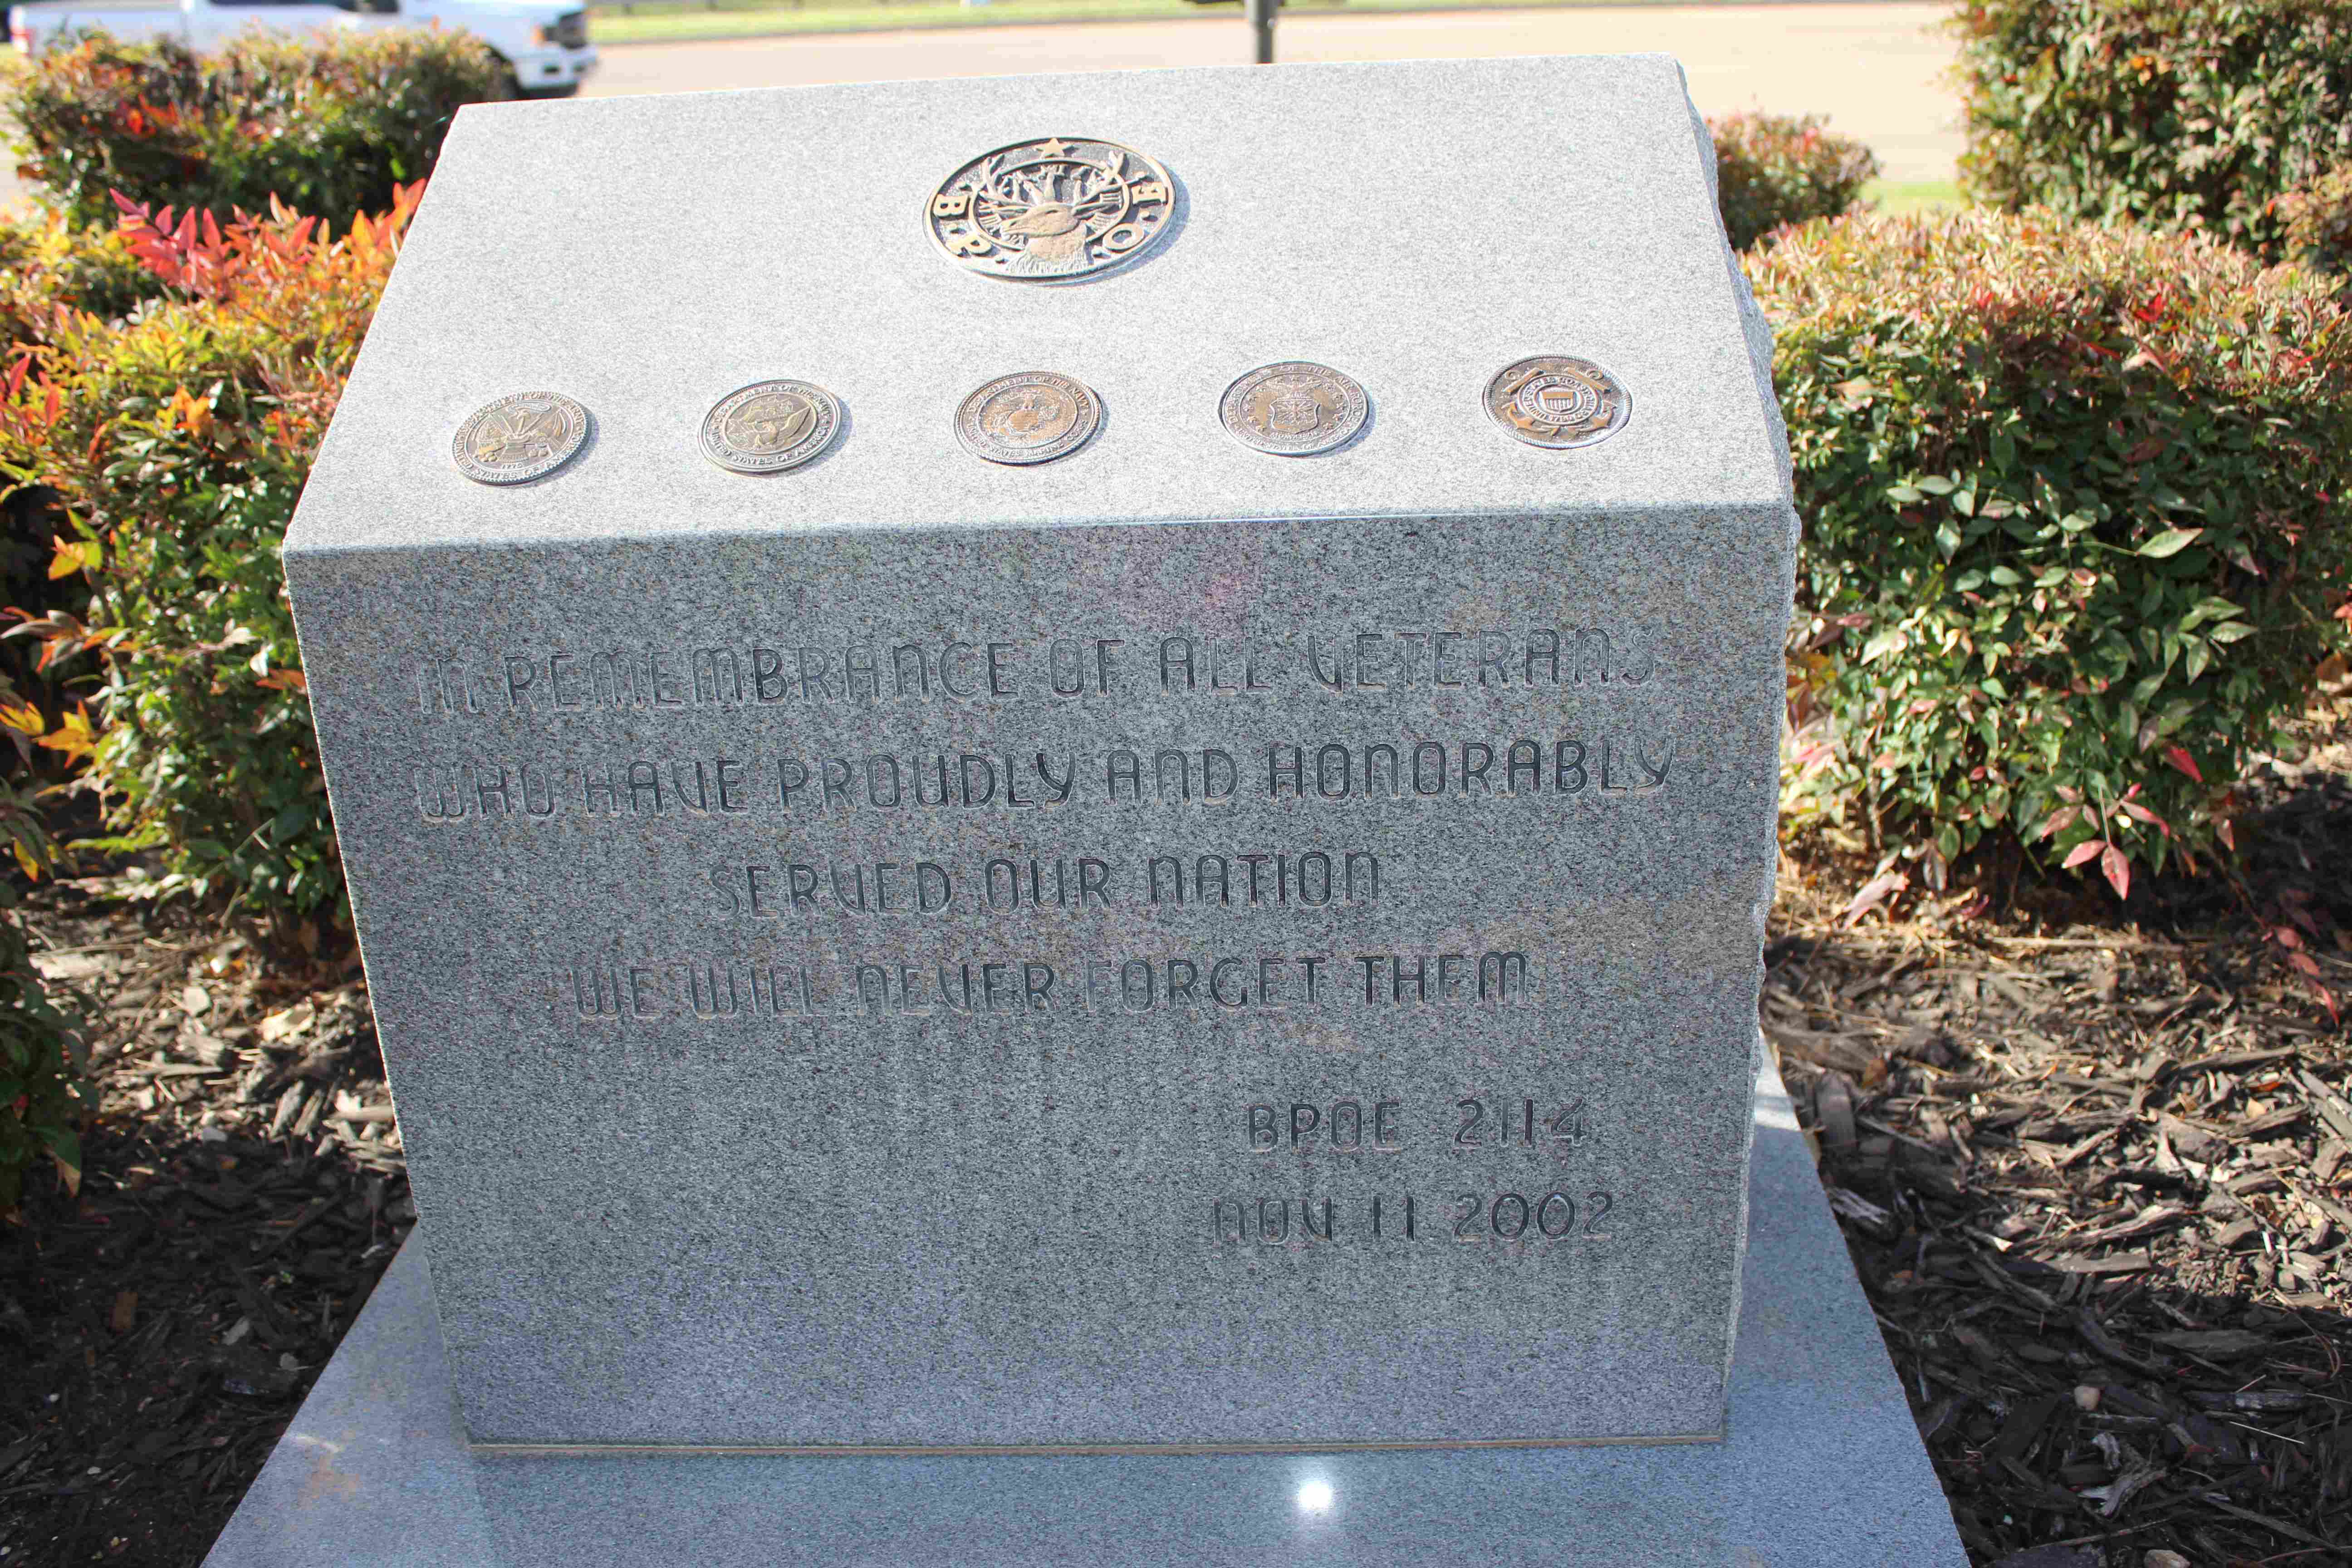 B.P.O.E.
1775
IN REMEMBRANCE OF ALL VETERANS
WHO HAVE PROUDLY AND HONORABLY
SERVED OUR NATION
WE WILL NEVER FORGET THEM
BPOE 2114
NOV 11 2002